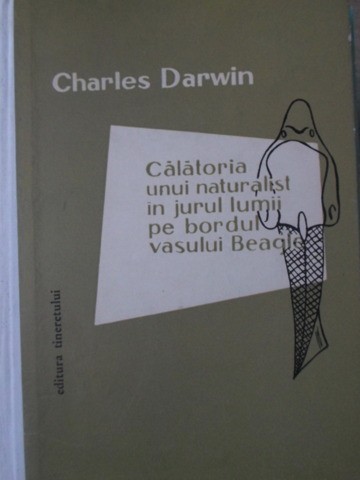 Charles Darwin
Călătoria
unui naturalist
în jurul lumii
pe bordul
vasului Beagle
editura tineretului